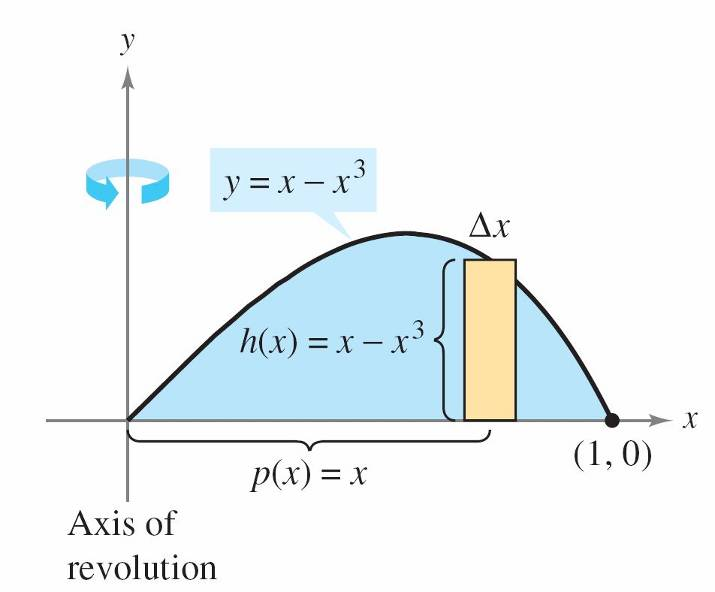 y
y = x − x³
Δx
h(x) = x − x³
x
(1, 0)
p(x) = x
Axis of
revolution